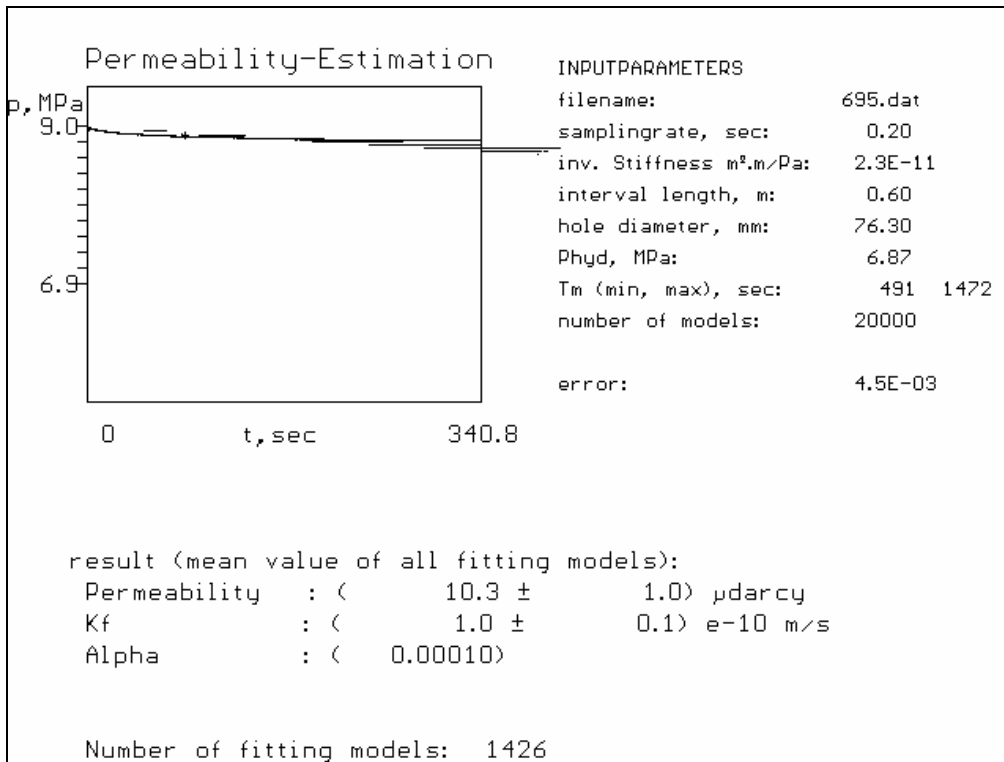 Permeability-Estimation
p,MPa
9.0
6.9
0 t,sec 340.8
INPUTPARAMETERS
filename: 695.dat
samplingrate, sec: 0.20
inv. Stiffness m².m/Pa: 2.3E-11
interval length, m: 0.60
hole diameter, mm: 76.30
Phyd, MPa: 6.87
Tm (min, max), sec: 491 1472
number of models: 20000
error: 4.5E-03
result (mean value of all fitting models):
Permeability : ( 10.3 ± 1.0) µdarcy
Kf : ( 1.0 ± 0.1) e-10 m/s
Alpha : ( 0.00010)
Number of fitting models: 1426